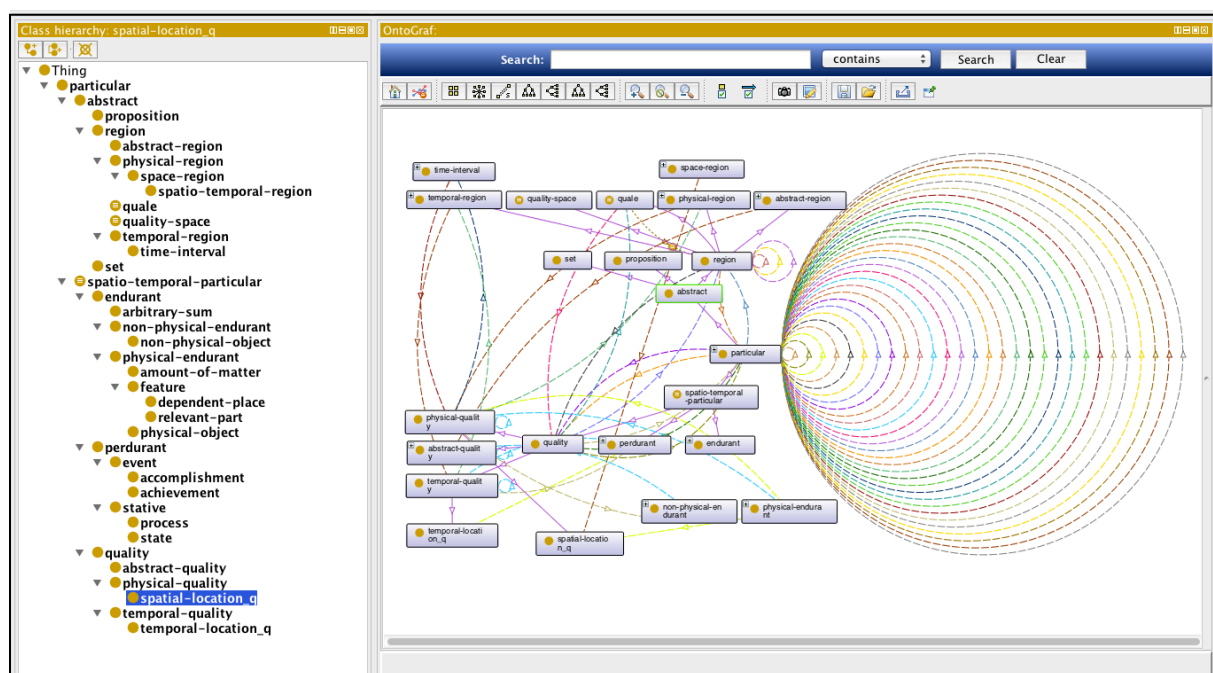 Class hierarchy: spatial-location_q
Thing
particular
abstract
proposition
region
abstract-region
physical-region
space-region
spatio-temporal-region
quale
quality-space
temporal-region
time-interval
set
spatio-temporal-particular
endurant
arbitrary-sum
non-physical-endurant
non-physical-object
physical-endurant
amount-of-matter
feature
dependent-place
relevant-part
physical-object
perdurant
event
accomplishment
achievement
stative
process
state
quality
abstract-quality
physical-quality
spatial-location_q
temporal-quality
temporal-location_q
OntoGraf:
Search: contains Search Clear
time-interval
space-region
temporal-region
quality-space
quale
physical-region
abstract-region
set
proposition
region
abstract
particular
spatio-temporal
-particular
physical-qualit
y
quality
perdurant
endurant
abstract-qualit
y
temporal-qualit
y
non-physical-en
durant
physical-endura
nt
temporal-locati
on_q
spatial-locatio
n_q